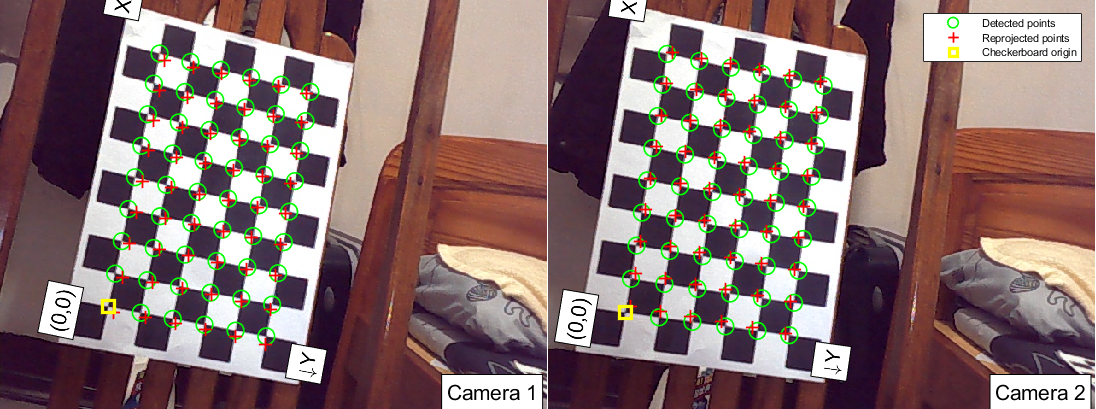 X
(0,0)
Y
Camera 1
X
(0,0)
Y
Camera 2
Detected points
Reprojected points
Checkerboard origin